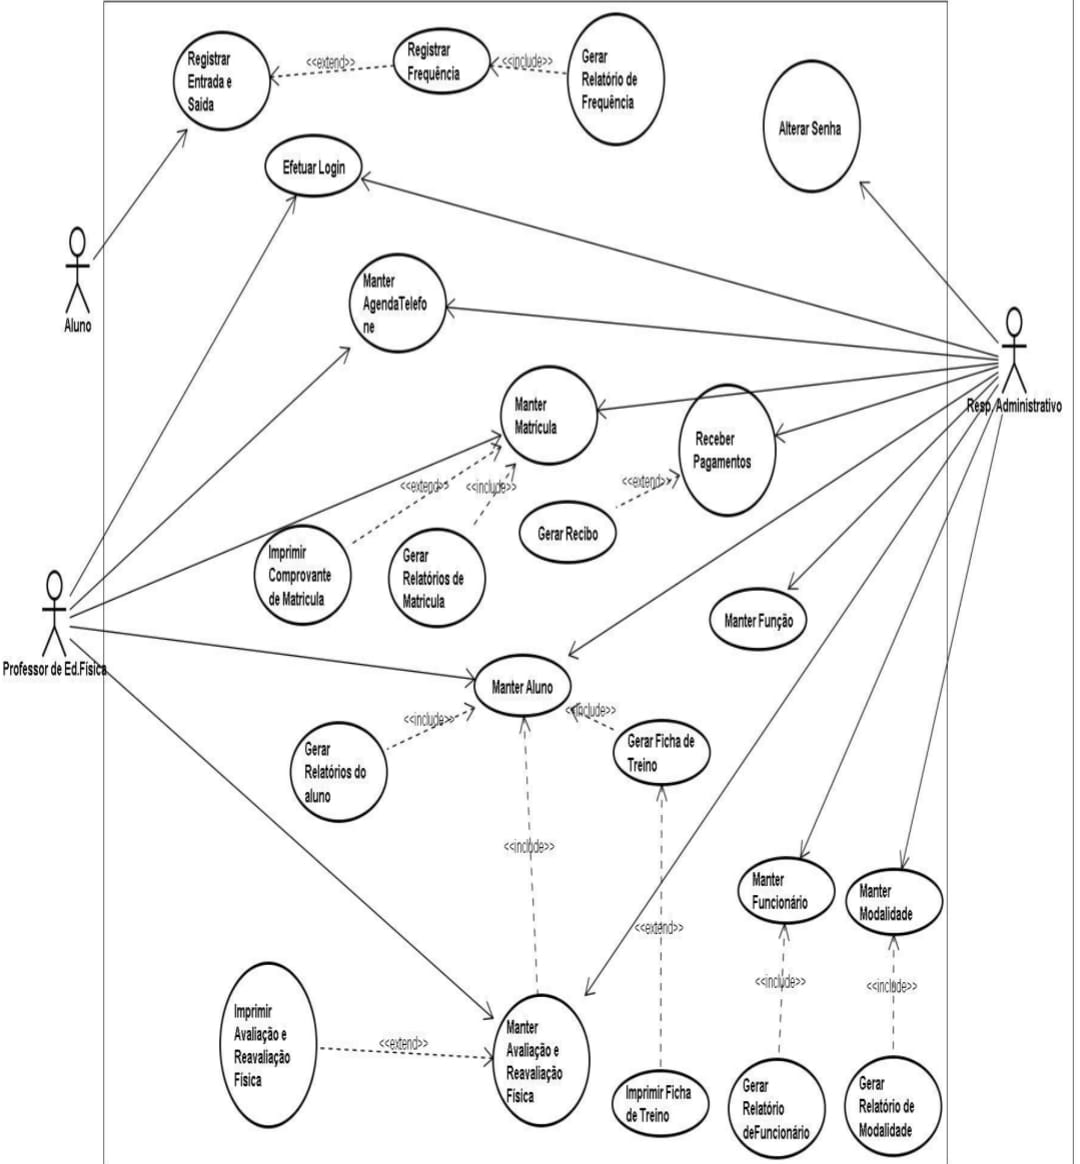 Registrar
Entrada e
Saida
<<extend>>
Registrar
Frequência
<<include>>
Gerar
Relatório de
Frequência
Alterar Senha
Efetuar Login
Aluno
Manter
AgendaTelefo
ne
Resp. Administrativo
Manter
Matrícula
Receber
Pagamentos
<<extend>>
<<include>>
<<extend>>
Gerar Recibo
Imprimir
Comprovante
de Matricula
Gerar
Relatórios de
Matricula
Manter Função
Professor de Ed.Física
Manter Aluno
<<include>>
<<include>>
Gerar
Relatórios do
aluno
Gerar Ficha de
Treino
<<include>>
Manter
Funcionário
Manter
Modalidade
<<extend>>
<<include>>
<<include>>
Imprimir
Avaliação e
Reavaliação
Física
<<extend>>
Manter
Avaliação e
Reavaliação
Física
Imprimir Ficha
de Treino
Gerar
Relatório
deFuncionário
Gerar
Relatório de
Modalidade